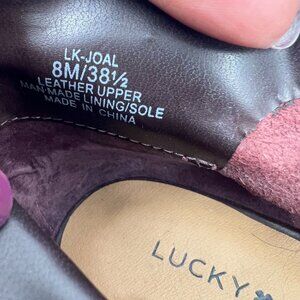 LK-JOAL
8M/38½
LEATHER UPPER
MAN-MADE LINING/SOLE
MADE IN CHINA
LUCKY